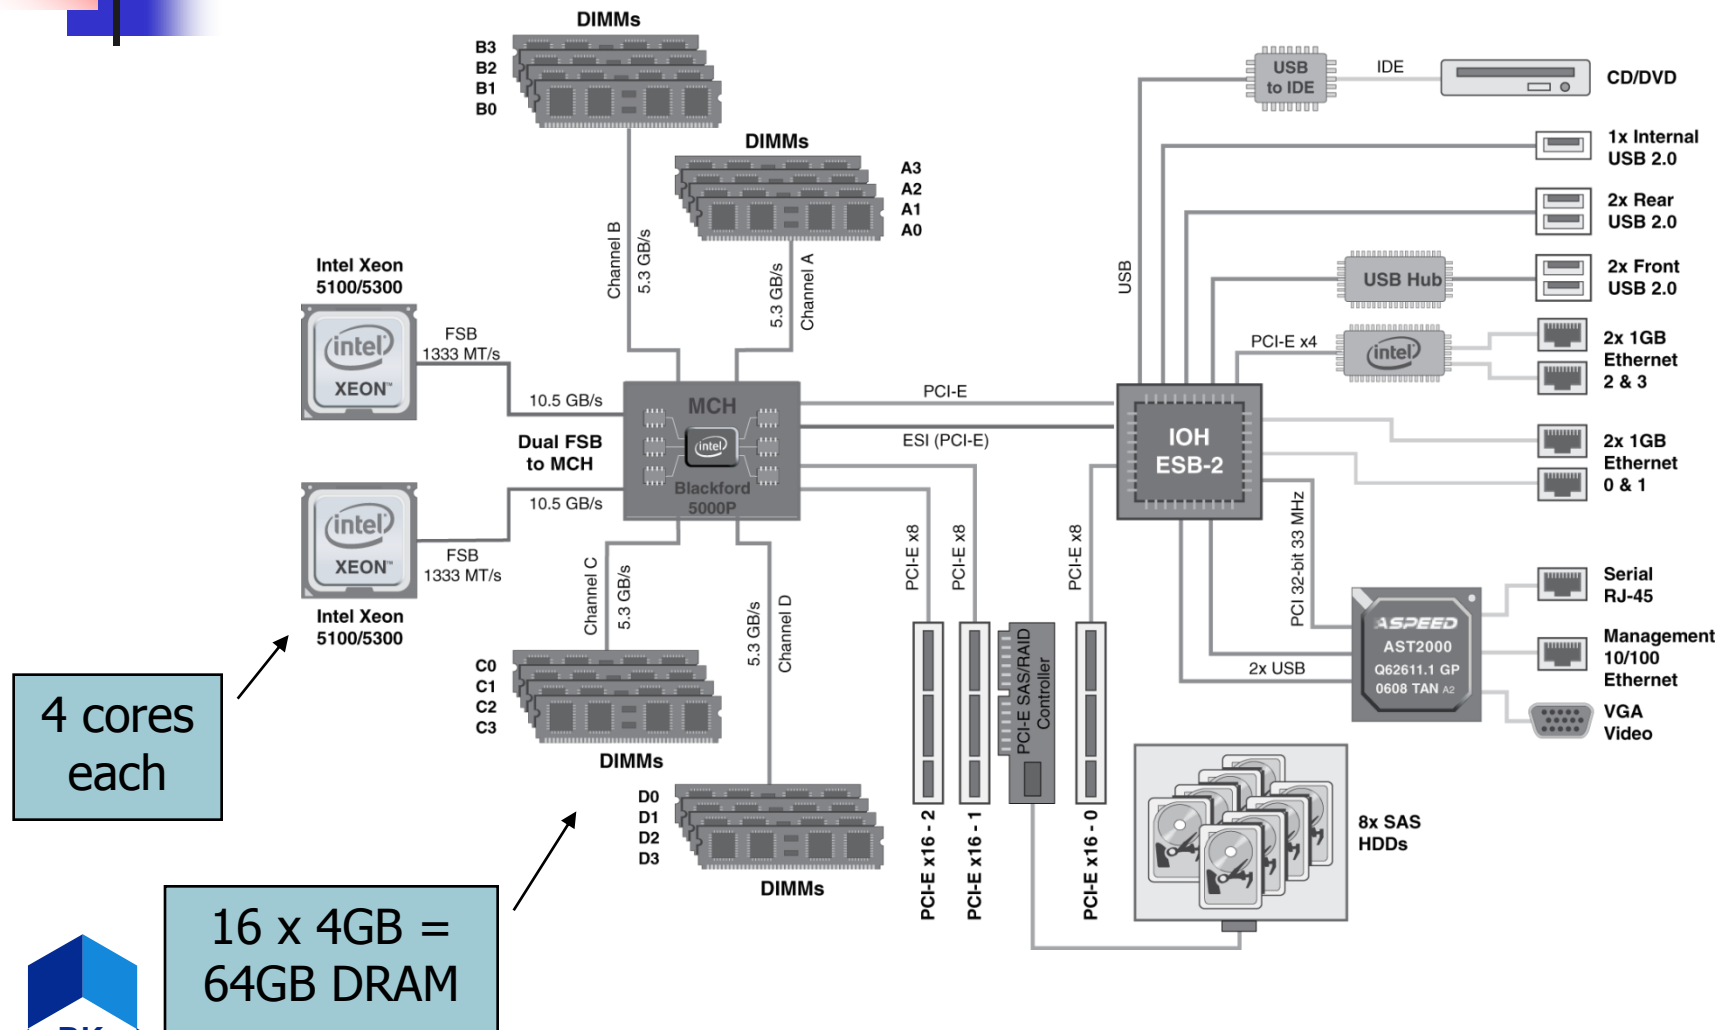 DIMMs
B3
B2
B1
B0
DIMMs
A3
A2
A1
A0
Channel B
5.3 GB/s
5.3 GB/s
Channel A
Intel Xeon
5100/5300
intel
XEON™
FSB
1333 MT/s
10.5 GB/s
Dual FSB
to MCH
10.5 GB/s
intel
XEON™
FSB
1333 MT/s
Intel Xeon
5100/5300
MCH
intel
Blackford
5000P
Channel C
5.3 GB/s
5.3 GB/s
Channel D
C0
C1
C2
C3
DIMMs
D0
D1
D2
D3
DIMMs
4 cores
each
16 x 4GB =
64GB DRAM
PCI-E
ESI (PCI-E)
PCI-E x8
PCI-E x8
PCI-E x8
PCI-E x16 - 2
PCI-E x16 - 1
PCI-E SAS/RAID
Controller
PCI-E x16 - 0
IOH
ESB-2
USB
USB
to IDE
IDE
CD/DVD
1x Internal
USB 2.0
2x Rear
USB 2.0
USB Hub
2x Front
USB 2.0
PCI-E x4
intel
2x 1GB
Ethernet
2 & 3
2x 1GB
Ethernet
0 & 1
PCI 32-bit 33 MHz
2x USB
ASPEED
AST2000
Q62611.1 GP
0608 TAN A2
Serial
RJ-45
Management
10/100
Ethernet
VGA
Video
8x SAS
HDDs